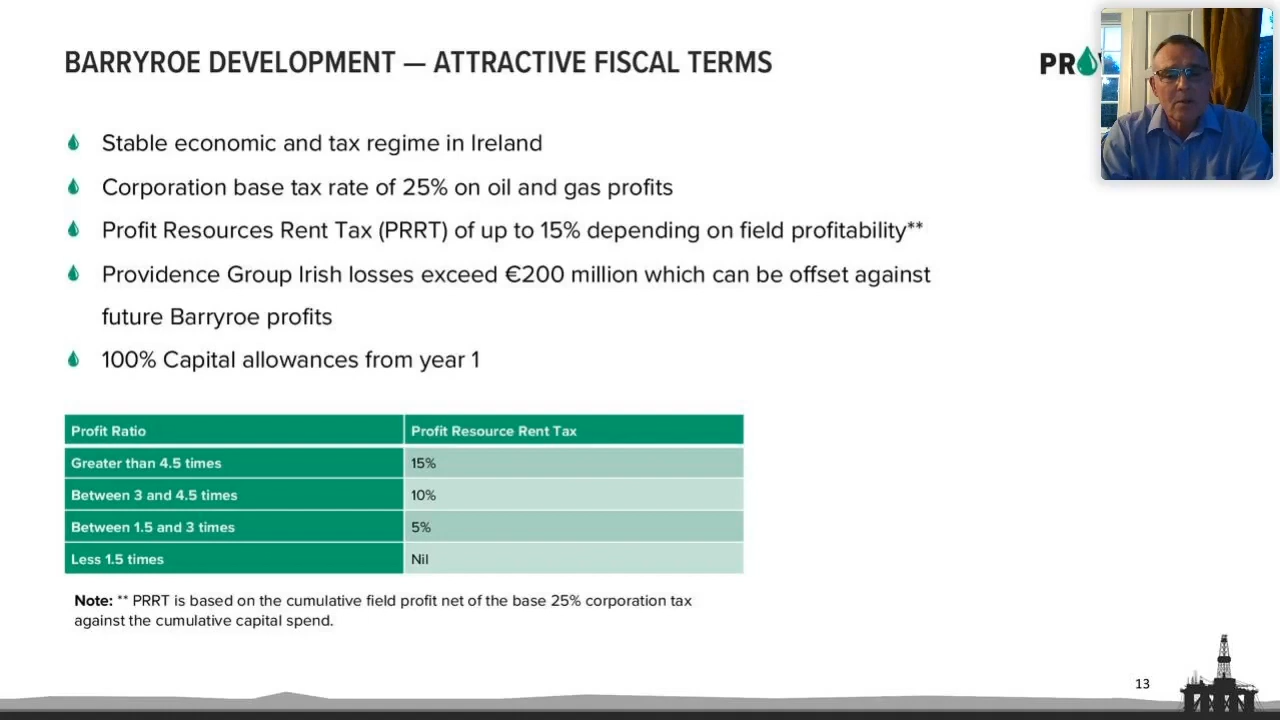 BARRYROE DEVELOPMENT — ATTRACTIVE FISCAL TERMS
Stable economic and tax regime in Ireland
Corporation base tax rate of 25% on oil and gas profits
Profit Resources Rent Tax (PRRT) of up to 15% depending on field profitability**
Providence Group Irish losses exceed €200 million which can be offset against
future Barryroe profits
100% Capital allowances from year 1
Profit Ratio Profit Resource Rent Tax
Greater than 4.5 times 15%
Between 3 and 4.5 times 10%
Between 1.5 and 3 times 5%
Less 1.5 times Nil
Note: ** PRRT is based on the cumulative field profit net of the base 25% corporation tax
against the cumulative capital spend.
13